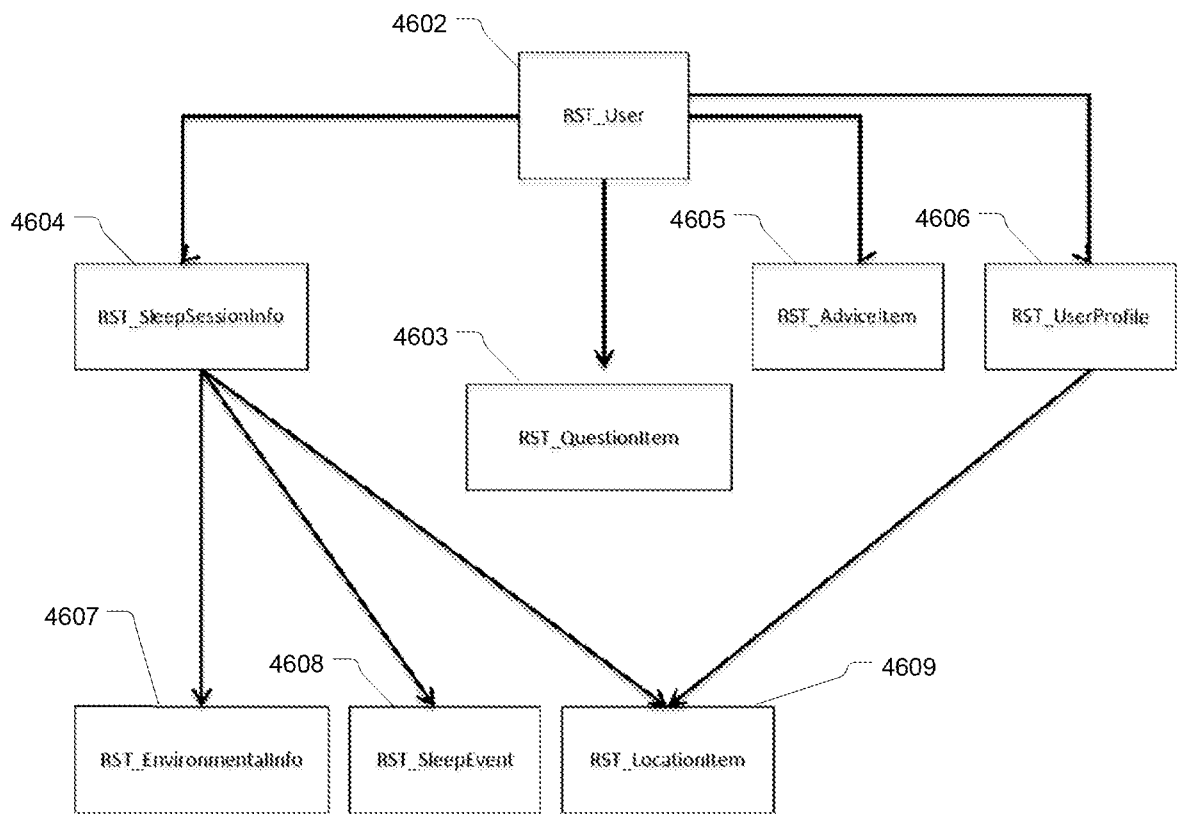 4602
RST_User
4604
4605
4606
RST_SleepSessionInfo
RST_AdviceItem
RST_UserProfile
4603
RST_QuestionItem
4607
4608
4609
RST_EnvironmentalInfo
RST_SleepEvent
RST_LocationItem